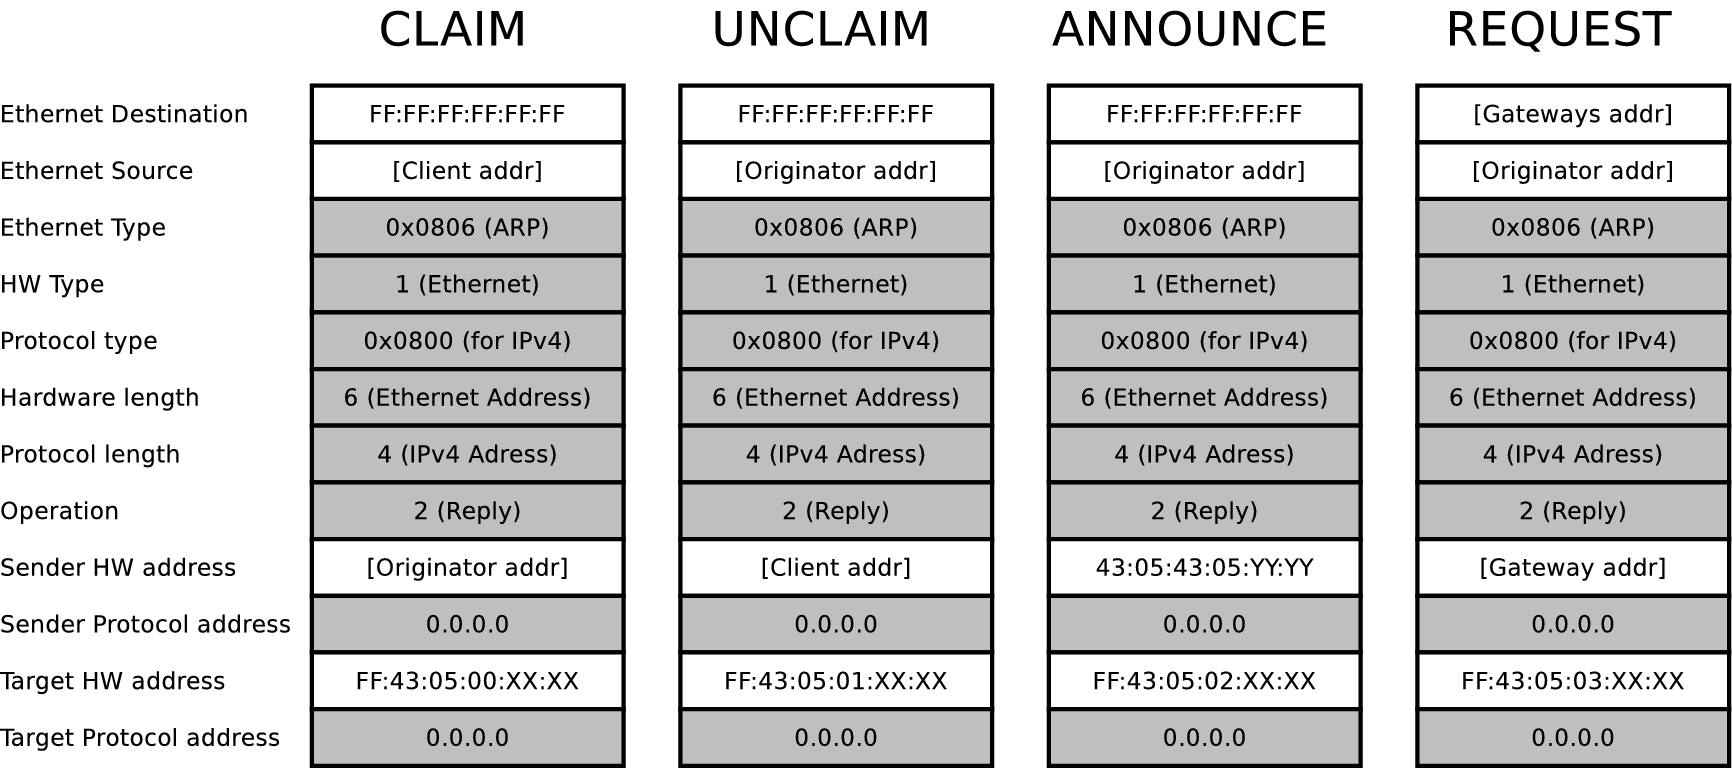 CLAIM UNCLAIM ANNOUNCE REQUEST
Ethernet Destination FF:FF:FF:FF:FF:FF FF:FF:FF:FF:FF:FF FF:FF:FF:FF:FF:FF [Gateways addr]
Ethernet Source [Client addr] [Originator addr] [Originator addr] [Originator addr]
Ethernet Type 0x0806 (ARP) 0x0806 (ARP) 0x0806 (ARP) 0x0806 (ARP)
HW Type 1 (Ethernet) 1 (Ethernet) 1 (Ethernet) 1 (Ethernet)
Protocol type 0x0800 (for IPv4) 0x0800 (for IPv4) 0x0800 (for IPv4) 0x0800 (for IPv4)
Hardware length 6 (Ethernet Address) 6 (Ethernet Address) 6 (Ethernet Address) 6 (Ethernet Address)
Protocol length 4 (IPv4 Adress) 4 (IPv4 Adress) 4 (IPv4 Adress) 4 (IPv4 Adress)
Operation 2 (Reply) 2 (Reply) 2 (Reply) 2 (Reply)
Sender HW address [Originator addr] [Client addr] 43:05:43:05:YY:YY [Gateway addr]
Sender Protocol address 0.0.0.0 0.0.0.0 0.0.0.0 0.0.0.0
Target HW address FF:43:05:00:XX:XX FF:43:05:01:XX:XX FF:43:05:02:XX:XX FF:43:05:03:XX:XX
Target Protocol address 0.0.0.0 0.0.0.0 0.0.0.0 0.0.0.0